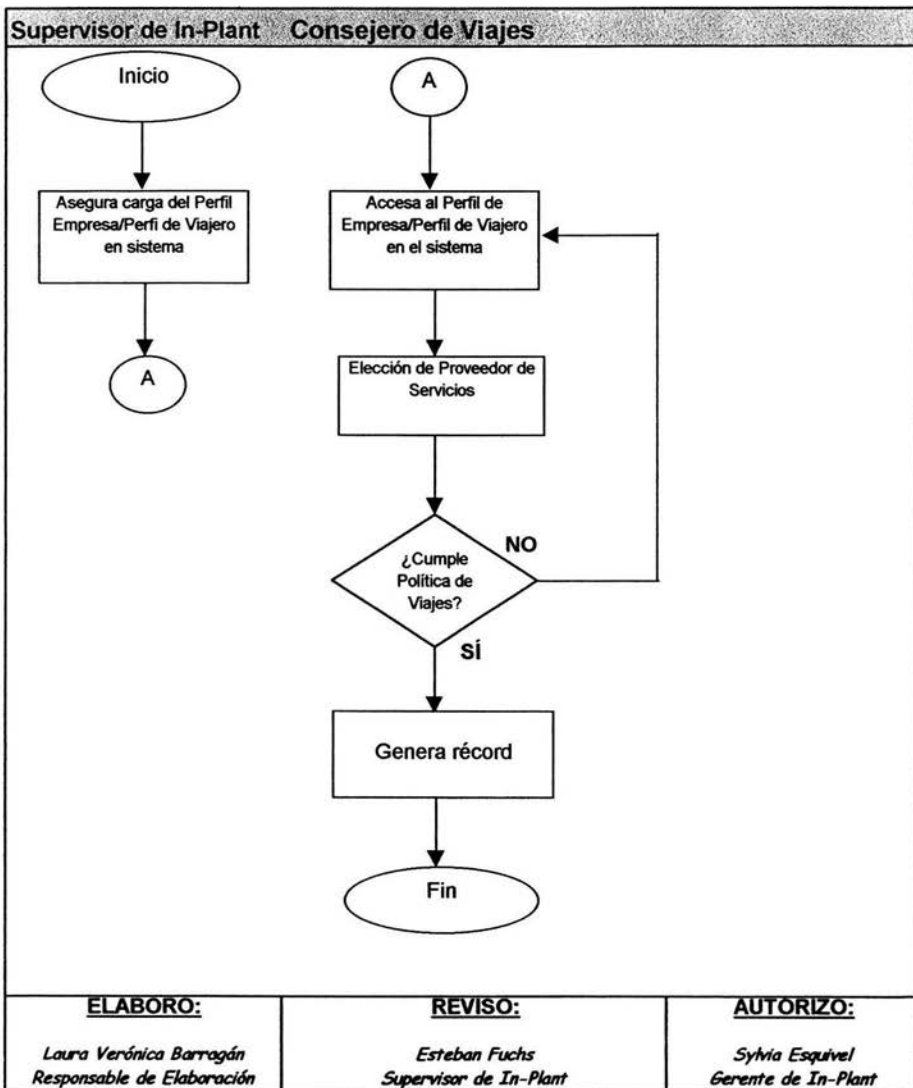 Supervisor de In-Plant Consejero de Viajes
Inicio
Asegura carga del Perfil
Empresa/Perfi de Viajero
en sistema
A
A
Accesa al Perfil de
Empresa/Perfil de Viajero
en el sistema
Elección de Proveedor de
Servicios
¿Cumple
Política de
Viajes?
NO
SÍ
Genera récord
Fin
ELABORO:
Laura Verónica Barragán
Responsable de Elaboración
REVISO:
Esteban Fuchs
Supervisor de In-Plant
AUTORIZO:
Sylvia Esquivel
Gerente de In-Plant